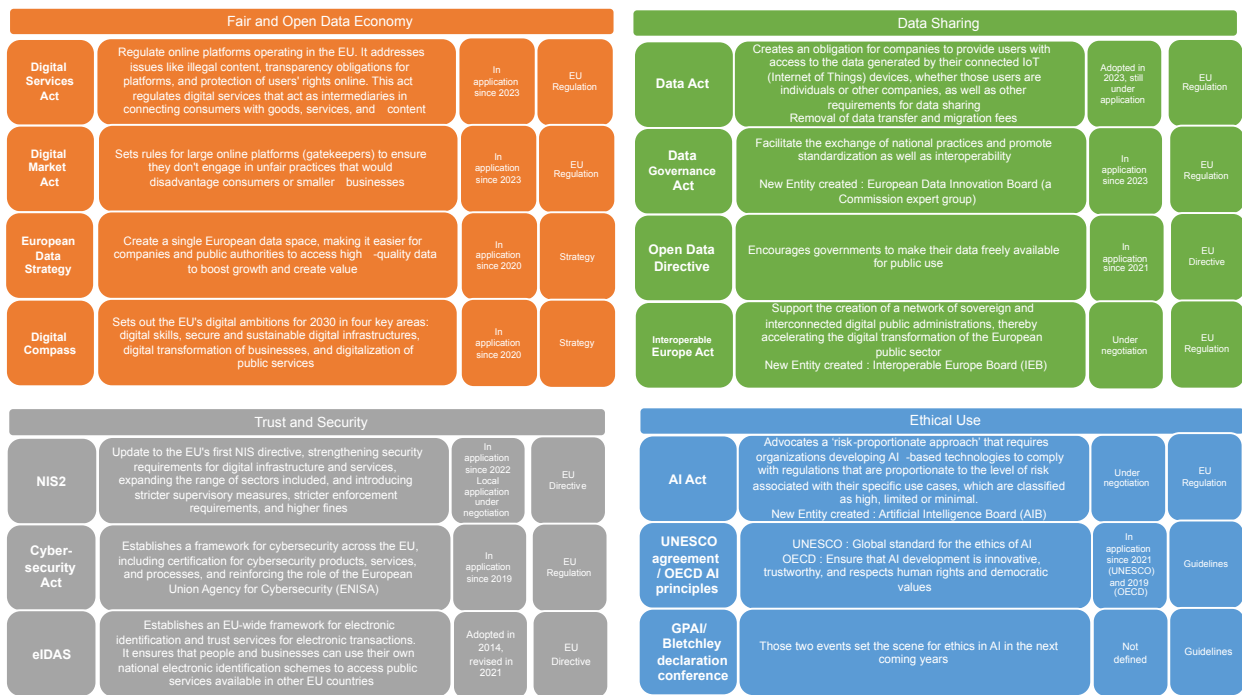 Fair and Open Data Economy
Digital
Services
Act
Regulate online platforms operating in the EU. It addresses
issues like illegal content, transparency obligations for
platforms, and protection of users' rights online. This act
regulates digital services that act as intermediaries in
connecting consumers with goods, services, and content
In
application
since 2023
EU
Regulation
Digital
Market
Act
Sets rules for large online platforms (gatekeepers) to ensure
they don't engage in unfair practices that would
disadvantage consumers or smaller businesses
In
application
since 2023
EU
Regulation
European
Data
Strategy
Create a single European data space, making it easier for
companies and public authorities to access high -quality data
to boost growth and create value
In
application
since 2020
Strategy
Digital
Compass
Sets out the EU's digital ambitions for 2030 in four key areas:
digital skills, secure and sustainable digital infrastructures,
digital transformation of businesses, and digitalization of
public services
In
application
since 2020
Strategy
Data Sharing
Data Act
Creates an obligation for companies to provide users with
access to the data generated by their connected IoT
(Internet of Things) devices, whether those users are
individuals or other companies, as well as other
requirements for data sharing
Removal of data transfer and migration fees
Adopted in
2023, still
under
application
EU
Regulation
Data
Governance
Act
Facilitate the exchange of national practices and promote
standardization as well as interoperability
New Entity created : European Data Innovation Board (a
Commission expert group)
In
application
since 2023
EU
Regulation
Open Data
Directive
Encourages governments to make their data freely available
for public use
In
application
since 2021
EU
Directive
Interoperable
Europe Act
Support the creation of a network of sovereign and
interconnected digital public administrations, thereby
accelerating the digital transformation of the European
public sector
New Entity created : Interoperable Europe Board (IEB)
Under
negotiation
EU
Regulation
Trust and Security
NIS2
Update to the EU's first NIS directive, strengthening security
requirements for digital infrastructure and services,
expanding the range of sectors included, and introducing
stricter supervisory measures, stricter enforcement
requirements, and higher fines
In
application
since 2022
Local
application
under
negotiation
EU
Directive
Cyber-
security
Act
Establishes a framework for cybersecurity across the EU,
including certification for cybersecurity products, services,
and processes, and reinforcing the role of the European
Union Agency for Cybersecurity (ENISA)
In
application
since 2019
EU
Regulation
eIDAS
Establishes an EU-wide framework for electronic
identification and trust services for electronic transactions.
It ensures that people and businesses can use their own
national electronic identification schemes to access public
services available in other EU countries
Adopted in
2014,
revised in
2021
EU
Directive
Ethical Use
AI Act
Advocates a 'risk-proportionate approach' that requires
organizations developing AI -based technologies to comply
with regulations that are proportionate to the level of risk
associated with their specific use cases, which are classified
as high, limited or minimal.
New Entity created : Artificial Intelligence Board (AIB)
Under
negotiation
EU
Regulation
UNESCO
agreement
/ OECD AI
principles
UNESCO : Global standard for the ethics of AI
OECD : Ensure that AI development is innovative,
trustworthy, and respects human rights and democratic
values
In
application
since 2021
(UNESCO)
and 2019
(OECD)
Guidelines
GPAI/
Bletchley
declaration
conference
Those two events set the scene for ethics in AI in the next
coming years
Not
defined
Guidelines